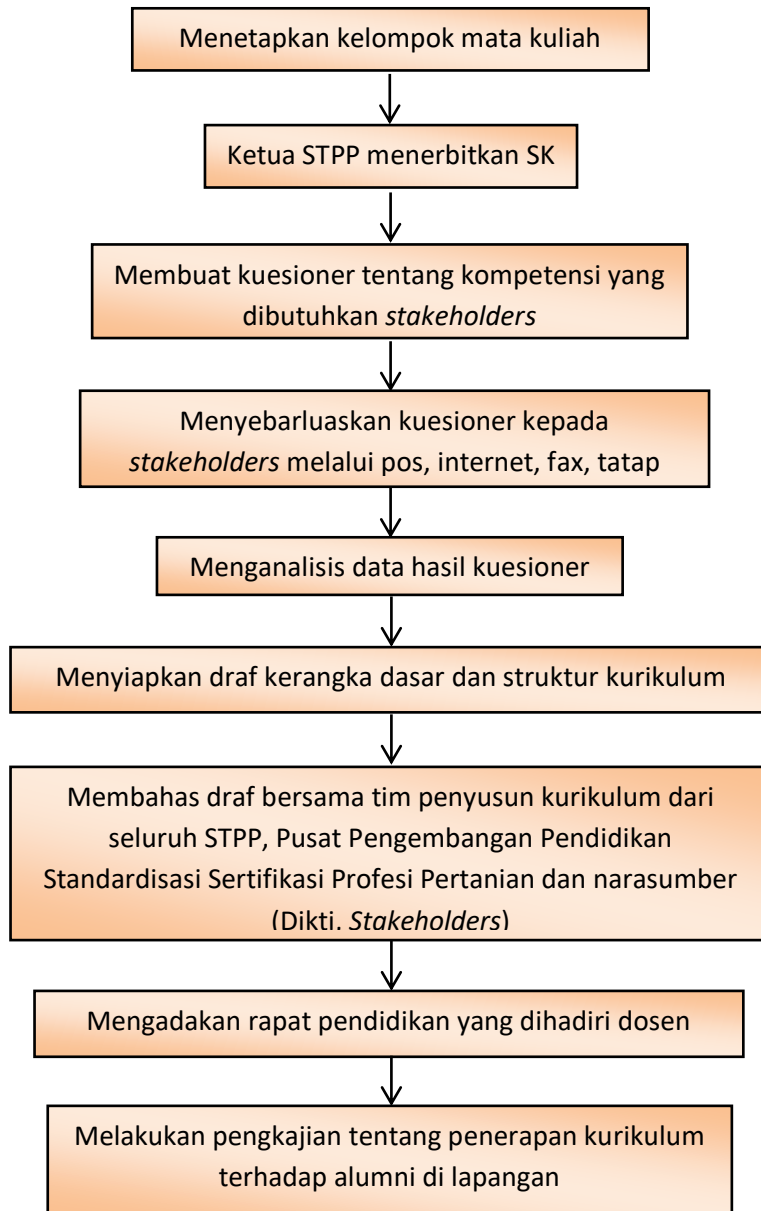 Menetapkan kelompok mata kuliah
Ketua STPP menerbitkan SK
Membuat kuesioner tentang kompetensi yang
dibutuhkan stakeholders
Menyebarluaskan kuesioner kepada
stakeholders melalui pos, internet, fax, tatap
Menganalisis data hasil kuesioner
Menyiapkan draf kerangka dasar dan struktur kurikulum
Membahas draf bersama tim penyusun kurikulum dari
seluruh STPP, Pusat Pengembangan Pendidikan
Standardisasi Sertifikasi Profesi Pertanian dan narasumber
(Dikti. Stakeholders)
Mengadakan rapat pendidikan yang dihadiri dosen
Melakukan pengkajian tentang penerapan kurikulum
terhadap alumni di lapangan